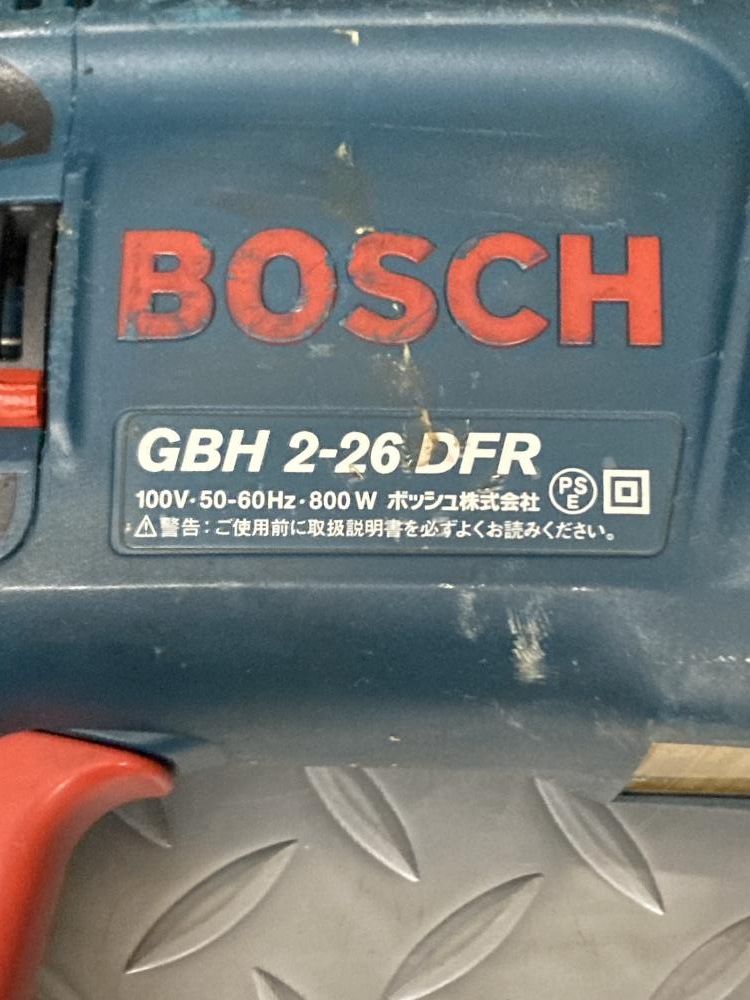 BOSCH
GBH 2-26 DFR
100V・50-60Hz・800W ボッシュ株式会社 PS E
⚠警告：ご使用前に取扱説明書を必ずよくお読みください。